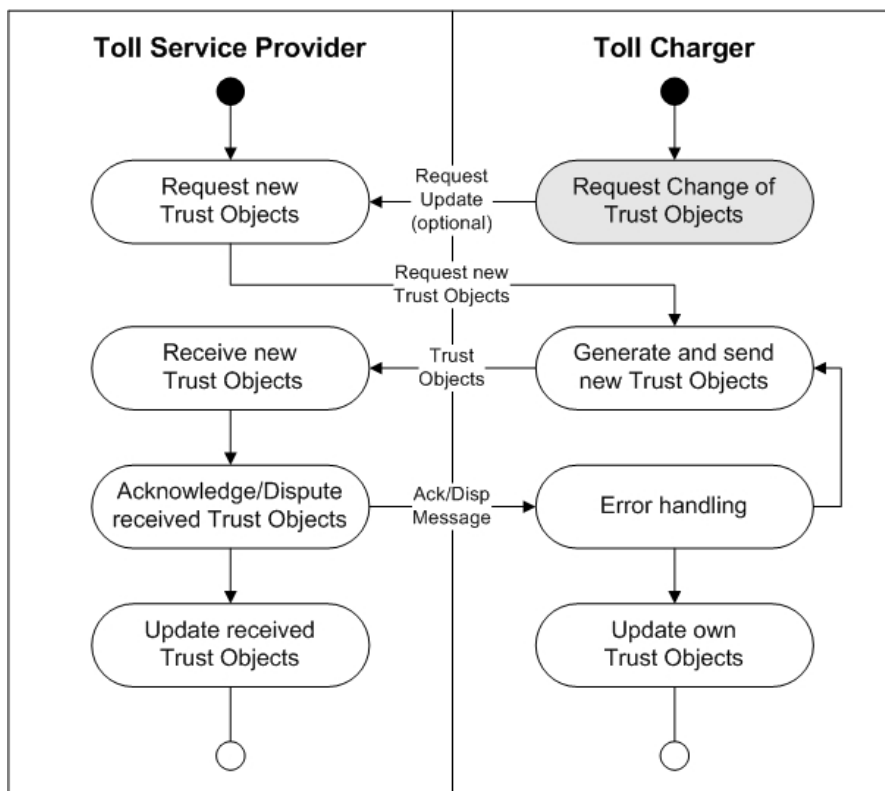 Toll Service Provider
Toll Charger
Request new
Trust Objects
Request
Update
(optional)
Request Change of
Trust Objects
Request new
Trust Objects
Receive new
Trust Objects
Trust
Objects
Generate and send
new Trust Objects
Acknowledge/Dispute
received Trust Objects
Ack/Disp
Message
Error handling
Update received
Trust Objects
Update own
Trust Objects